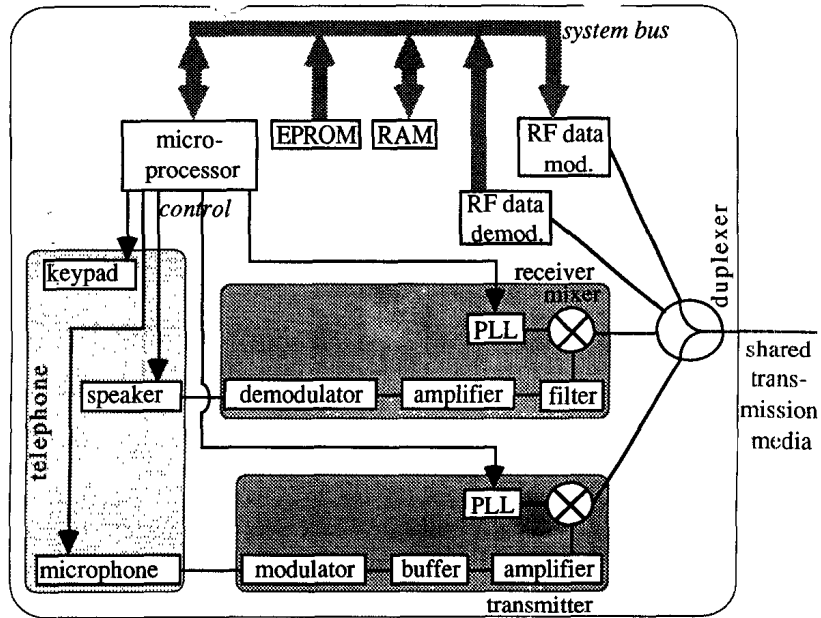 system bus
micro-
processor
EPROM
RAM
RF data
mod.
control
RF data
demod.
duplexer
keypad
receiver
mixer
PLL
shared
trans-
mission
media
telephone
speaker
demodulator
amplifier
filter
PLL
microphone
modulator
buffer
amplifier
transmitter